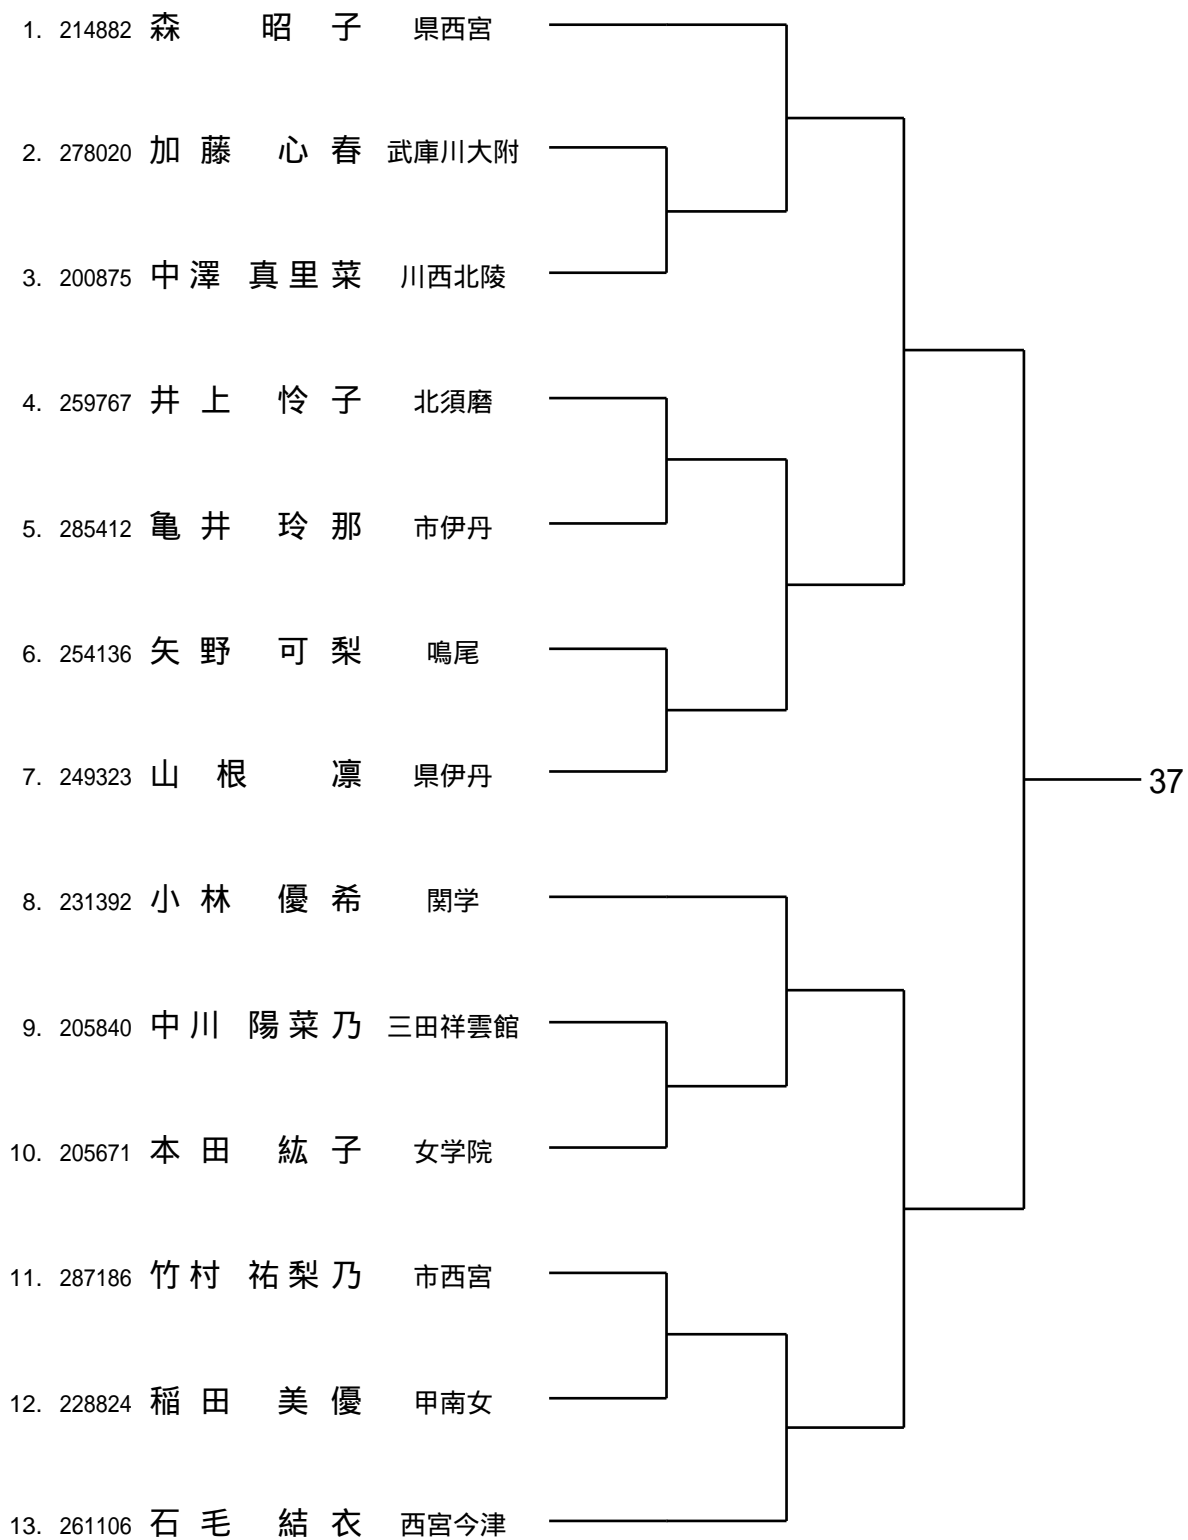 1. 214882 森 昭 子 県西宮
2. 278020 加 藤 心 春 武庫川大附
3. 200875 中 澤 真 里 菜 川西北陵
4. 259767 井 上 怜 子 北須磨
5. 285412 亀 井 玲 那 市伊丹
6. 254136 矢 野 可 梨 鳴尾
7. 249323 山 根 凛 県伊丹
37
8. 231392 小 林 優 希 関学
9. 205840 中 川 陽 菜 乃 三田祥雲館
10. 205671 本 田 紘 子 女学院
11. 287186 竹 村 祐 梨 乃 市西宮
12. 228824 稲 田 美 優 甲南女
13. 261106 石 毛 結 衣 西宮今津